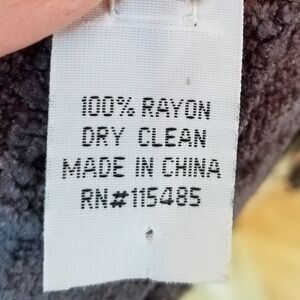 100% RAYON
DRY CLEAN
MADE IN CHINA
RN#115485